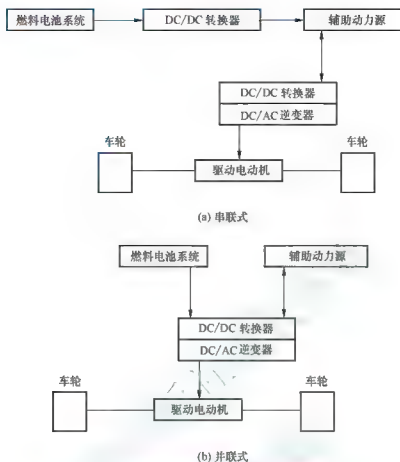 燃料电池系统 DC/DC 转换器 辅助动力源
DC/DC 转换器
DC/AC 逆变器
车轮 车轮
驱动电动机
(a) 串联式
燃料电池系统 辅助动力源
DC/DC 转换器
DC/AC 逆变器
车轮 车轮
驱动电动机
(b) 并联式